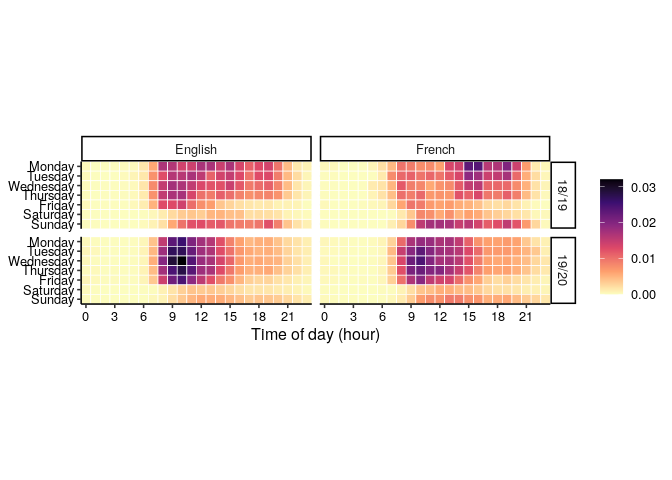 English French
Monday
Tuesday
Wednesday
Thursday
Friday
Saturday
Sunday
18/19
Monday
Tuesday
Wednesday
Thursday
Friday
Saturday
Sunday
19/20
0 3 6 9 12 15 18 21 0 3 6 9 12 15 18 21
Time of day (hour)
0.03
0.02
0.01
0.00